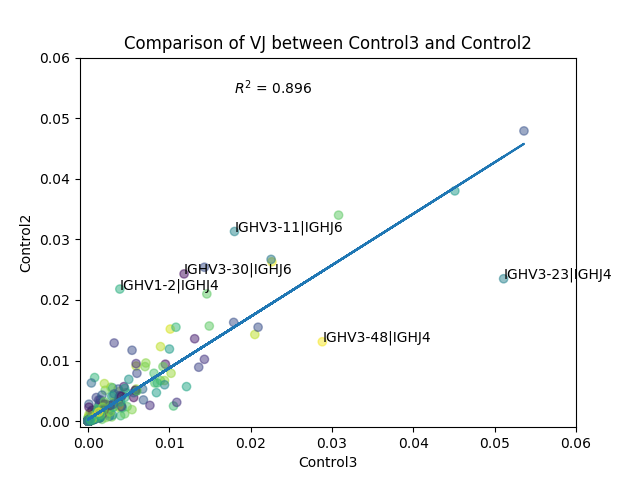 Comparison of VJ between Control3 and Control2
0.06
R² = 0.896
0.05
0.04
IGHV3-11|IGHJ6
0.03
IGHV3-30|IGHJ6
IGHV3-23|IGHJ4
IGHV1-2|IGHJ4
0.02
IGHV3-48|IGHJ4
0.01
0.00
Control2
0.00 0.01 0.02 0.03 0.04 0.05 0.06
Control3